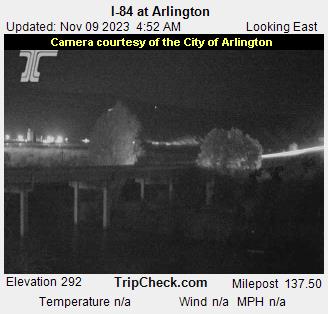 I-84 at Arlington
Updated: Nov 09 2023 4:52 AM Looking East
Camera courtesy of the City of Arlington
Elevation 292 TripCheck.com Milepost 137.50
Temperature n/a Wind n/a MPH n/a